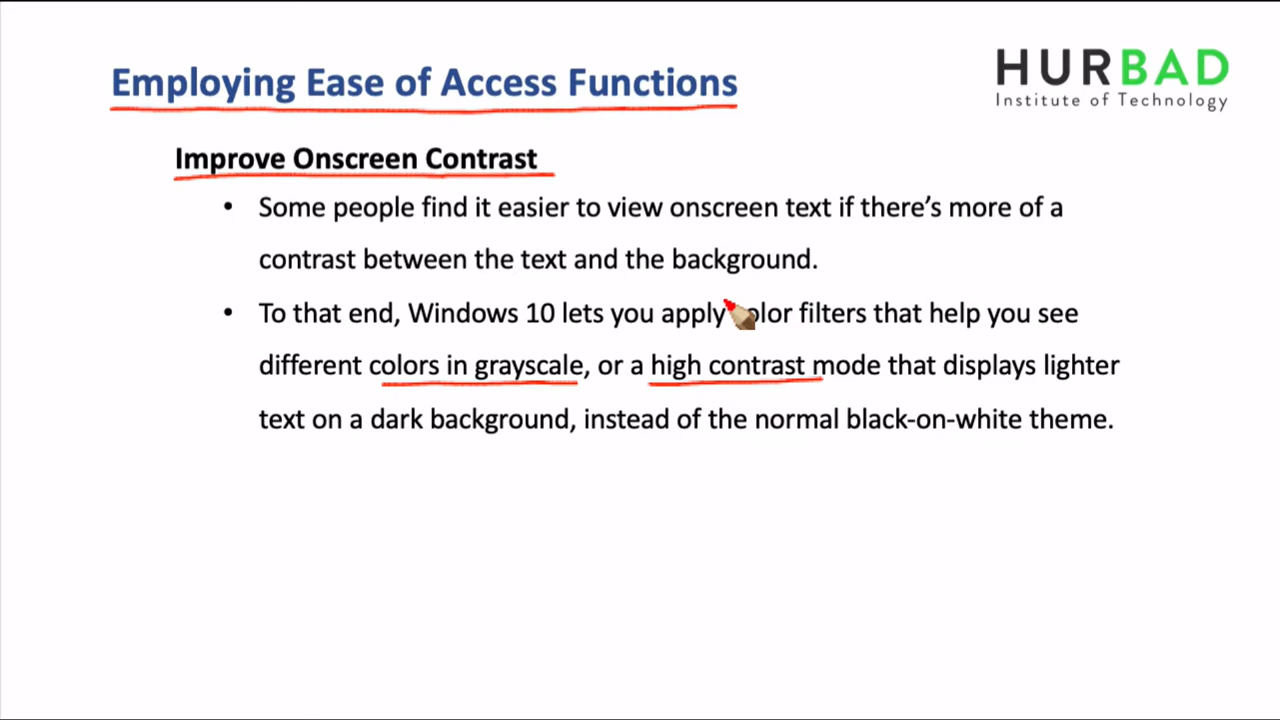 Employing Ease of Access Functions
HURBAD
Institute of Technology
Improve Onscreen Contrast
• Some people find it easier to view onscreen text if there’s more of a
contrast between the text and the background.
• To that end, Windows 10 lets you apply color filters that help you see
different colors in grayscale, or a high contrast mode that displays lighter
text on a dark background, instead of the normal black-on-white theme.